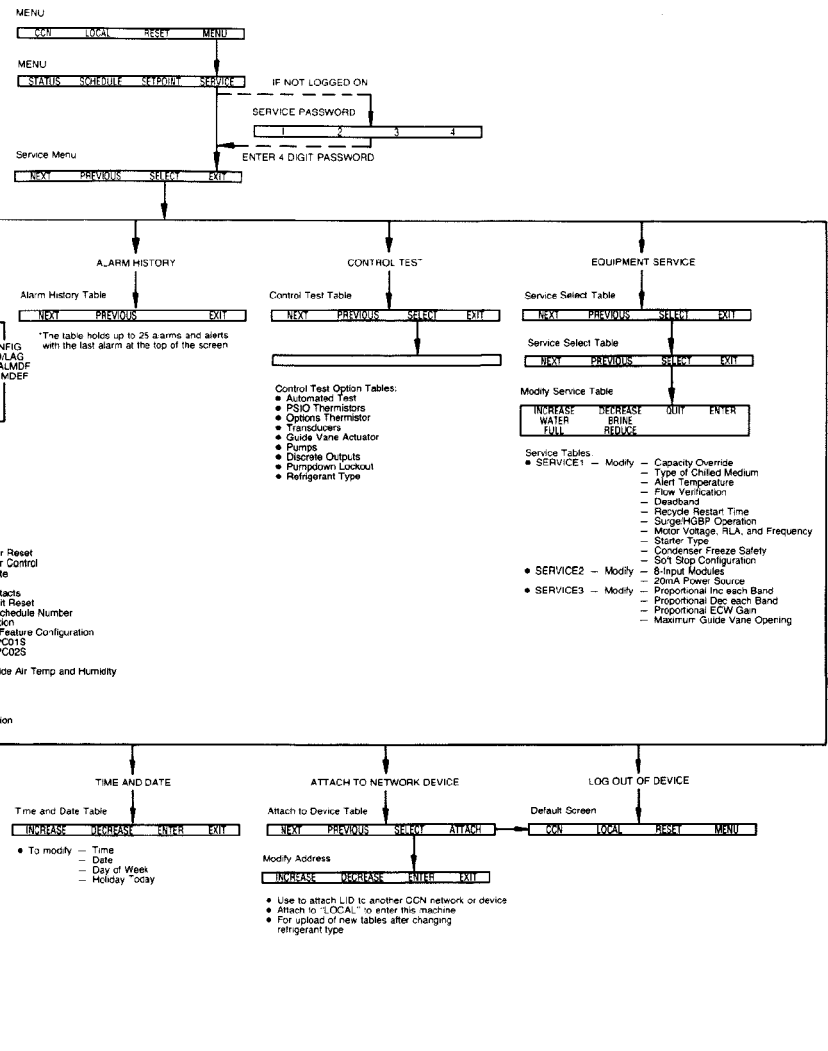 MENU
CCN LOCAL RESET MENU
MENU
STATUS SCHEDULE SETPOINT SERVICE
IF NOT LOGGED ON
SERVICE PASSWORD
1 2 3 4
ENTER 4 DIGIT PASSWORD
Service Menu
NEXT PREVIOUS SELECT EXIT
ALARM HISTORY
Alarm History Table
NEXT PREVIOUS EXIT
*The table holds up to 25 alarms and alerts
with the last alarm at the top of the screen
NFIG
/LAG
ALMDF
MDEF
CONTROL TEST
Control Test Table
NEXT PREVIOUS SELECT EXIT
Control Test Option Tables:
● Automated Test
● PSIO Thermistors
● Options Thermistor
● Transducers
● Guide Vane Actuator
● Pumps
● Discrete Outputs
● Pumpdown Lockout
● Refrigerant Type
EQUIPMENT SERVICE
Service Select Table
NEXT PREVIOUS SELECT EXIT
Service Select Table
NEXT PREVIOUS SELECT EXIT
Modify Service Table
INCREASE DECREASE QUIT ENTER
WATER BRINE
FULL REDUCE
Service Tables:
● SERVICE1 — Modify — Capacity Override
— Type of Chilled Medium
— Alert Temperature
— Flow Verification
— Deadband
— Recycle Restart Time
— Surge/HGBP Operation
— Motor Voltage, RLA, and Frequency
— Starter Type
— Condenser Freeze Safety
— Soft Stop Configuration
● SERVICE2 — Modify — 8-Input Modules
— 20mA Power Source
● SERVICE3 — Modify — Proportional Inc each Band
— Proportional Dec each Band
— Proportional ECW Gain
— Maximum Guide Vane Opening
r Reset
r Control
te
tacts
it Reset
chedule Number
ion
Feature Configuration
PC01S
PC02S
ide Air Temp and Humidity
ion
TIME AND DATE
Time and Date Table
INCREASE DECREASE ENTER EXIT
● To modify — Time
— Date
— Day of Week
— Holiday Today
ATTACH TO NETWORK DEVICE
Attach to Device Table
NEXT PREVIOUS SELECT ATTACH
Modify Address
INCREASE DECREASE ENTER EXIT
● Use to attach LID to another CCN network or device
● Attach to "LOCAL" to enter this machine
● For upload of new tables after changing
refrigerant type
LOG OUT OF DEVICE
Default Screen
CCN LOCAL RESET MENU